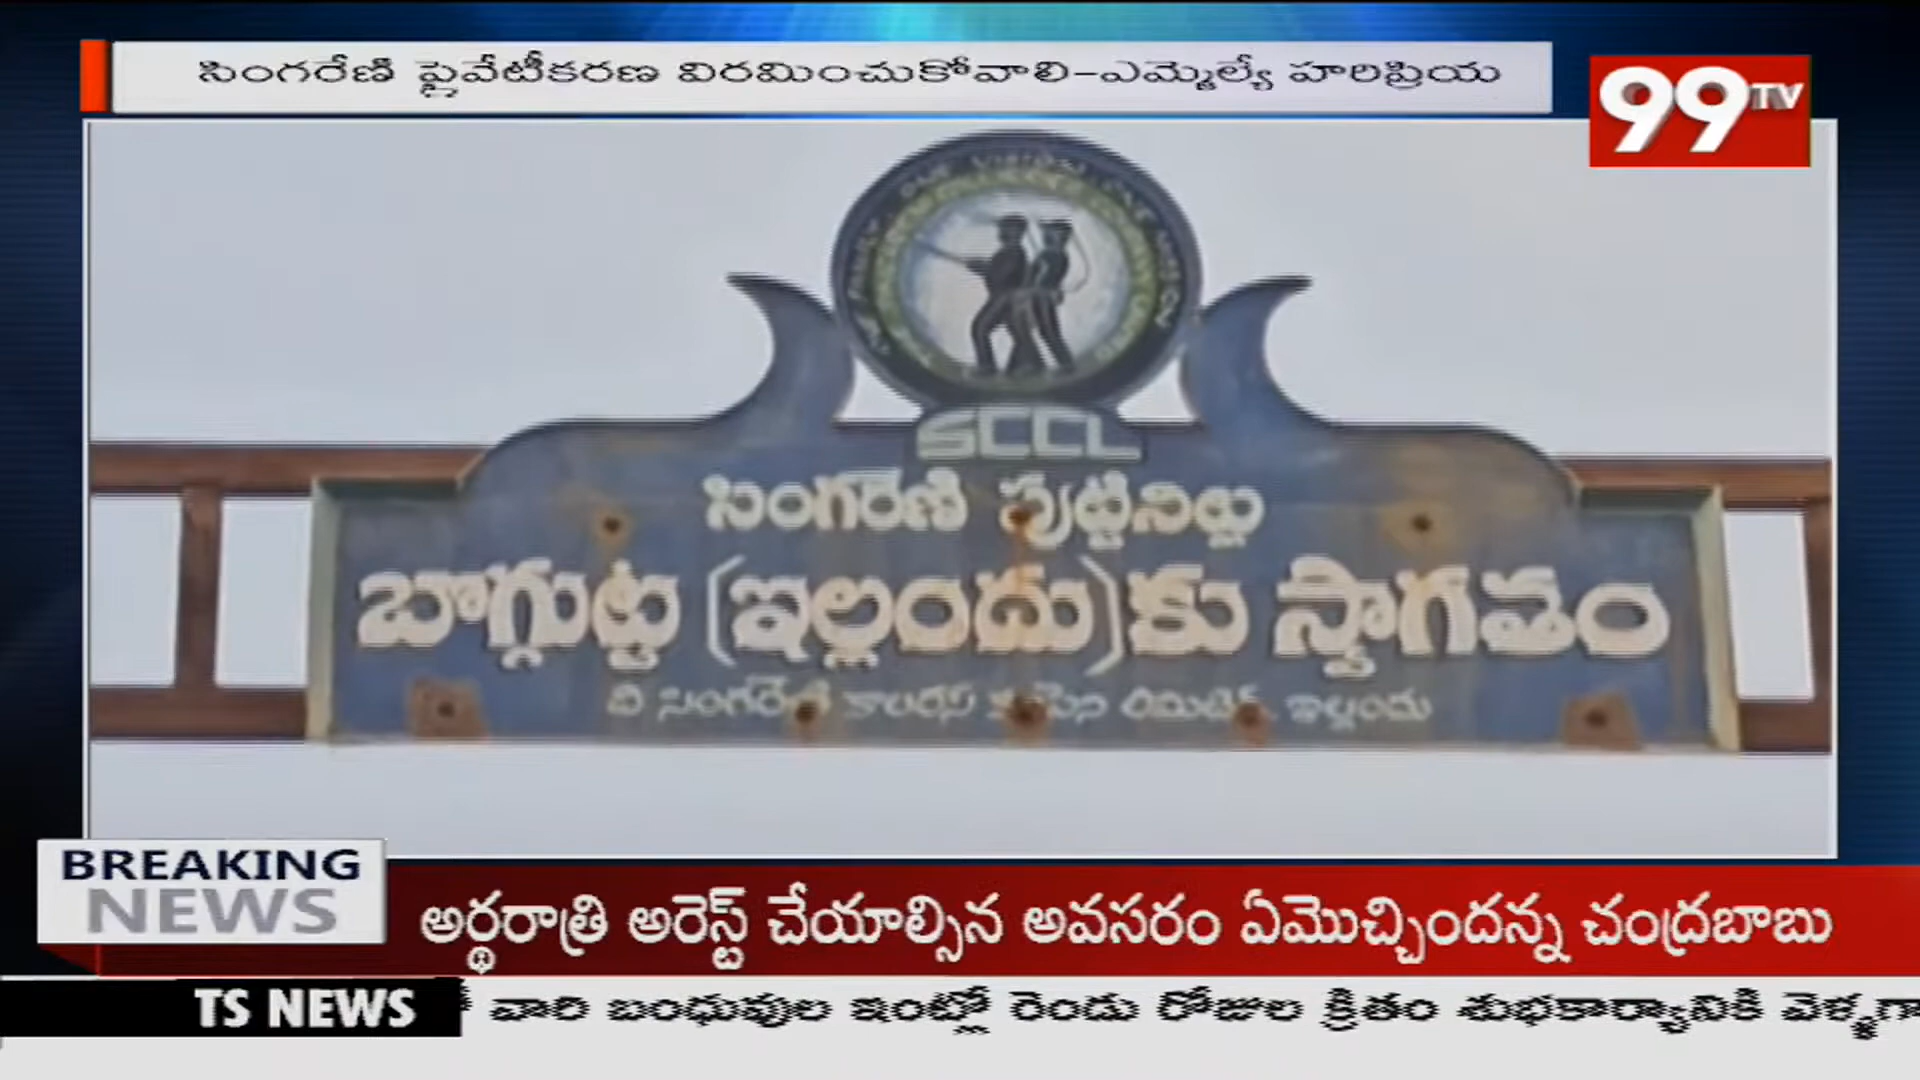 సింగరేణి ప్రైవేటీకరణ విరమించుకోవాలి-ఎమ్మెల్యే హరిప్రియ
99TV
SCCL
సింగరేణి పుట్టినిల్లు
బొగ్గుట్ట (ఇల్లందు)కు స్వాగతం
ది సింగరేణి కాలరీస్ ఇల్లందు
BREAKING
NEWS
అర్ధరాత్రి అరెస్ట్ చేయాల్సిన అవసరం ఏమొచ్చిందన్న చంద్రబాబు
TS NEWS
వారి బంధువుల ఇంట్లో రెండు రోజుల క్రితం శుభకార్యానికి వెళ్ళగా